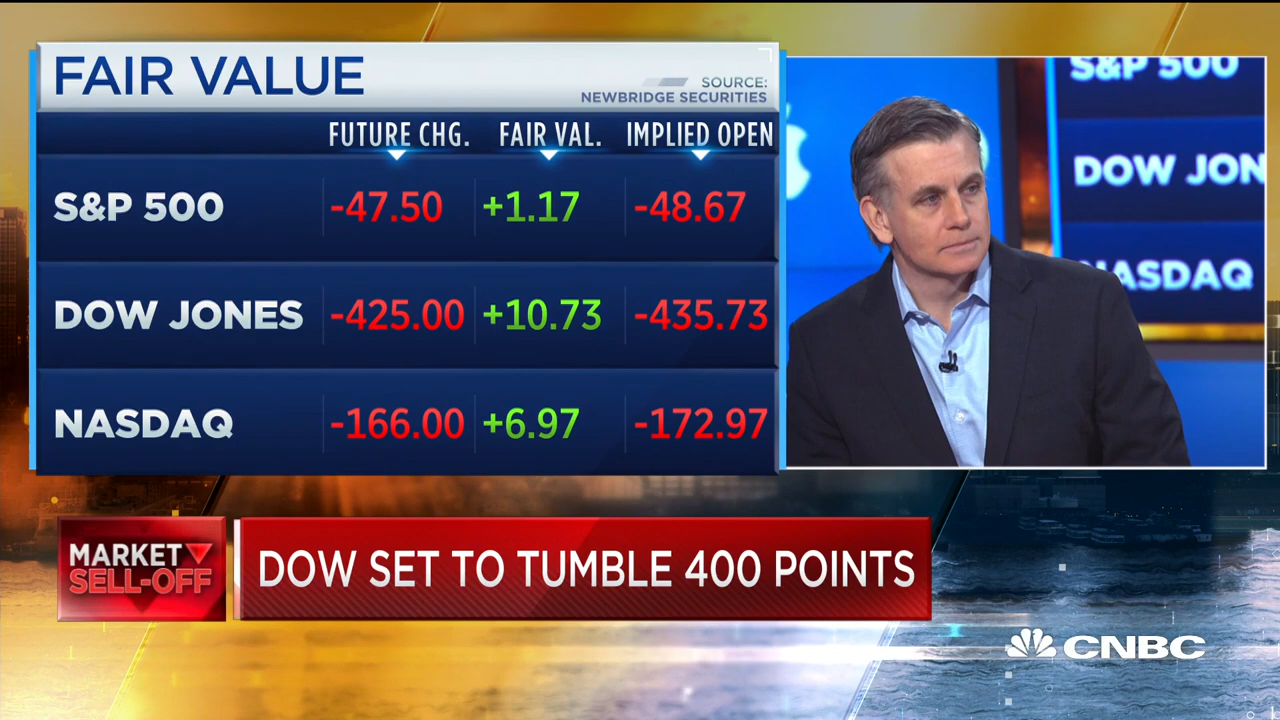 FAIR VALUE
SOURCE:
NEWBRIDGE SECURITIES
FUTURE CHG. FAIR VAL. IMPLIED OPEN
S&P 500 -47.50 +1.17 -48.67
DOW JONES -425.00 +10.73 -435.73
NASDAQ -166.00 +6.97 -172.97
S&P 500
DOW JON
NASDAQ
MARKET
SELL-OFF
DOW SET TO TUMBLE 400 POINTS
CNBC